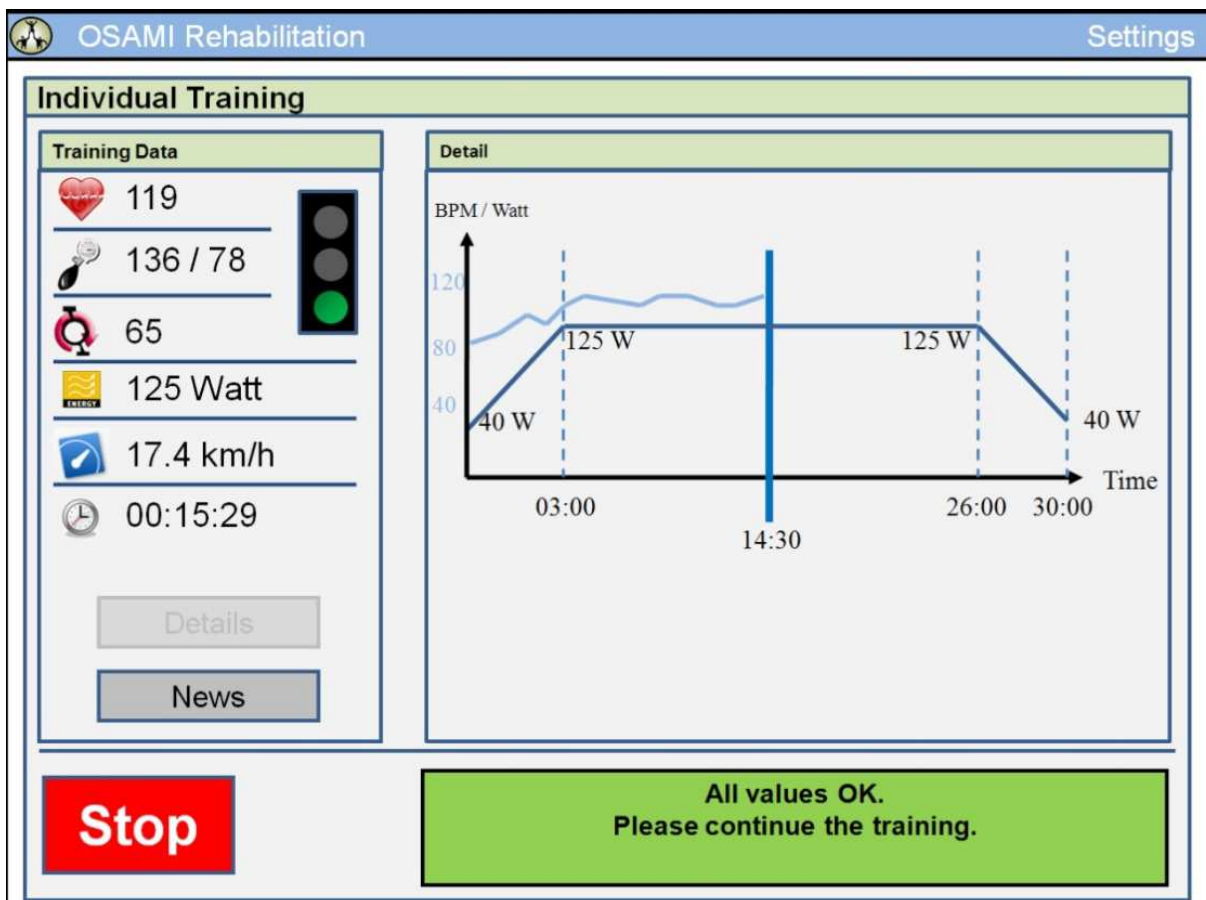 OSAMI Rehabilitation
Settings
Individual Training
Training Data
119
136 / 78
65
ENERGY
125 Watt
17.4 km/h
00:15:29
Details
News
Detail
BPM / Watt
120
80
40
125 W
125 W
40 W
40 W
Time
03:00
26:00
30:00
14:30
Stop
All values OK.
Please continue the training.